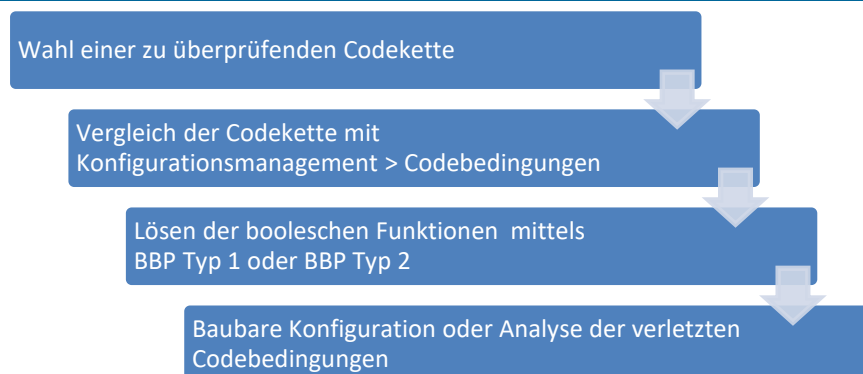 Wahl einer zu überprüfenden Codekette
Vergleich der Codekette mit
Konfigurationsmanagement > Codebedingungen
Lösen der booleschen Funktionen mittels
BBP Typ 1 oder BBP Typ 2
Baubare Konfiguration oder Analyse der verletzten
Codebedingungen